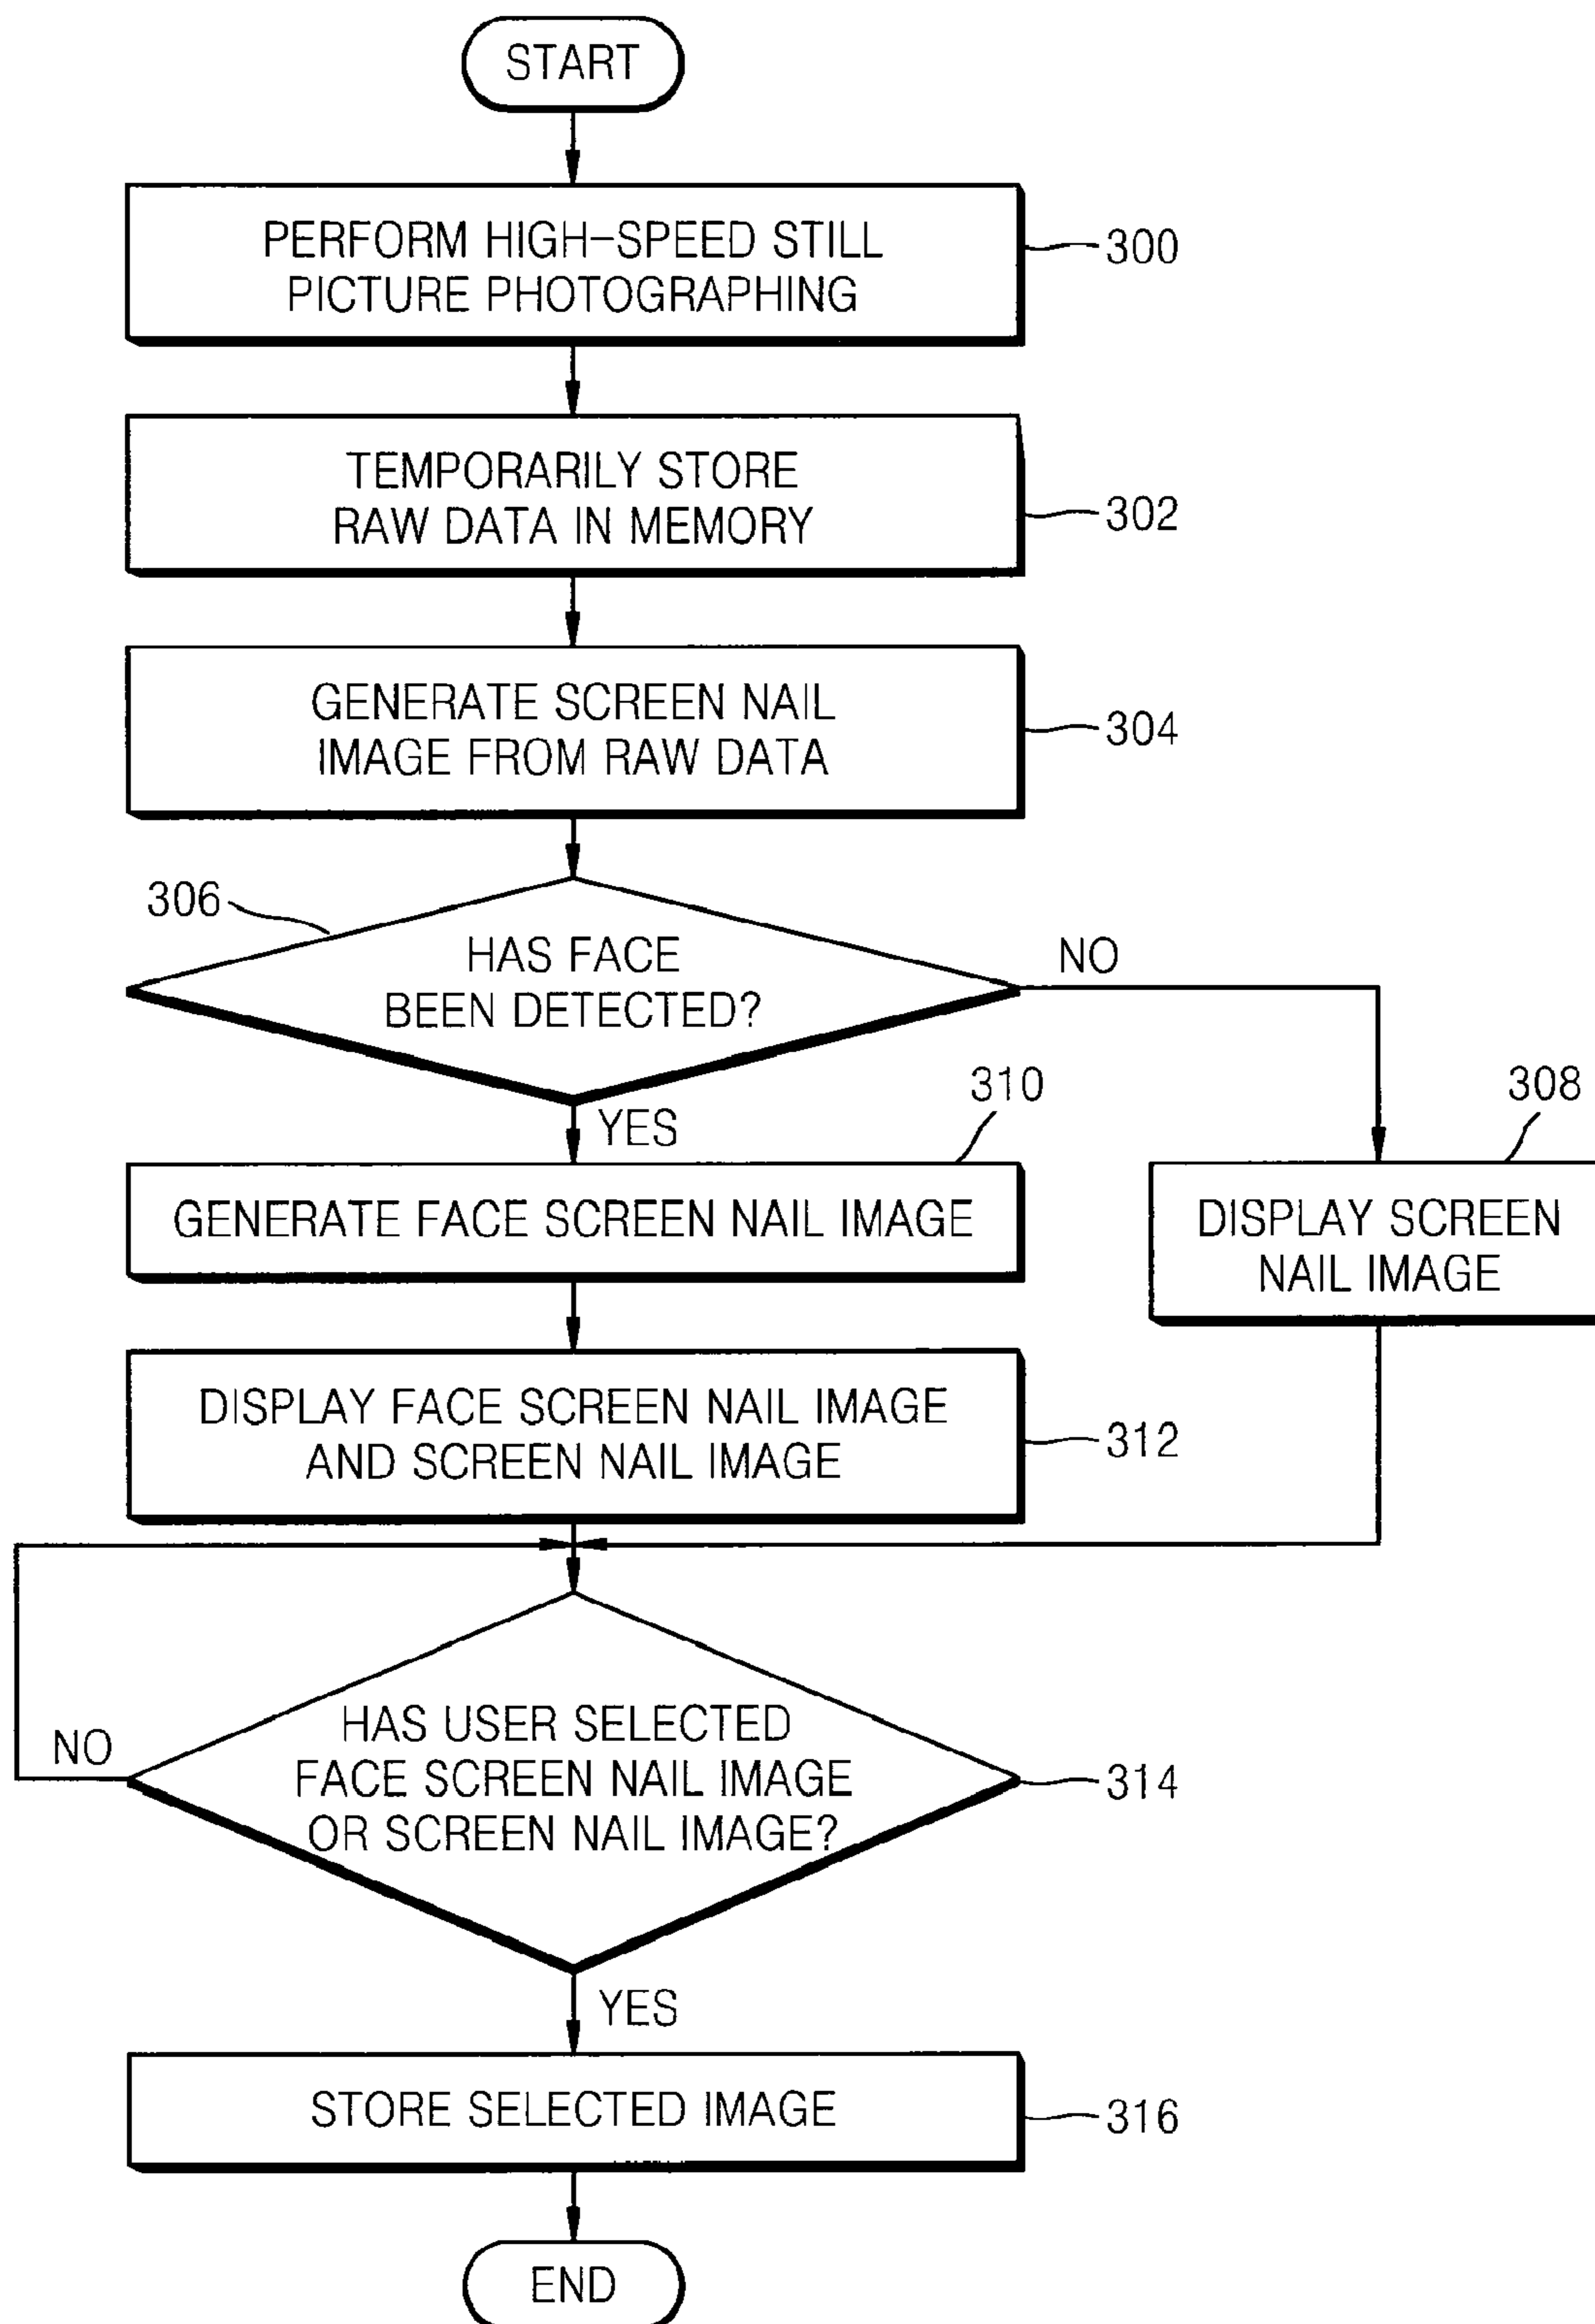 START
PERFORM HIGH-SPEED STILL
PICTURE PHOTOGRAPHING
300
TEMPORARILY STORE
RAW DATA IN MEMORY
302
GENERATE SCREEN NAIL
IMAGE FROM RAW DATA
304
306
HAS FACE
BEEN DETECTED?
NO
YES
310
308
GENERATE FACE SCREEN NAIL IMAGE
DISPLAY SCREEN
NAIL IMAGE
DISPLAY FACE SCREEN NAIL IMAGE
AND SCREEN NAIL IMAGE
312
NO
HAS USER SELECTED
FACE SCREEN NAIL IMAGE
OR SCREEN NAIL IMAGE?
314
YES
STORE SELECTED IMAGE
316
END